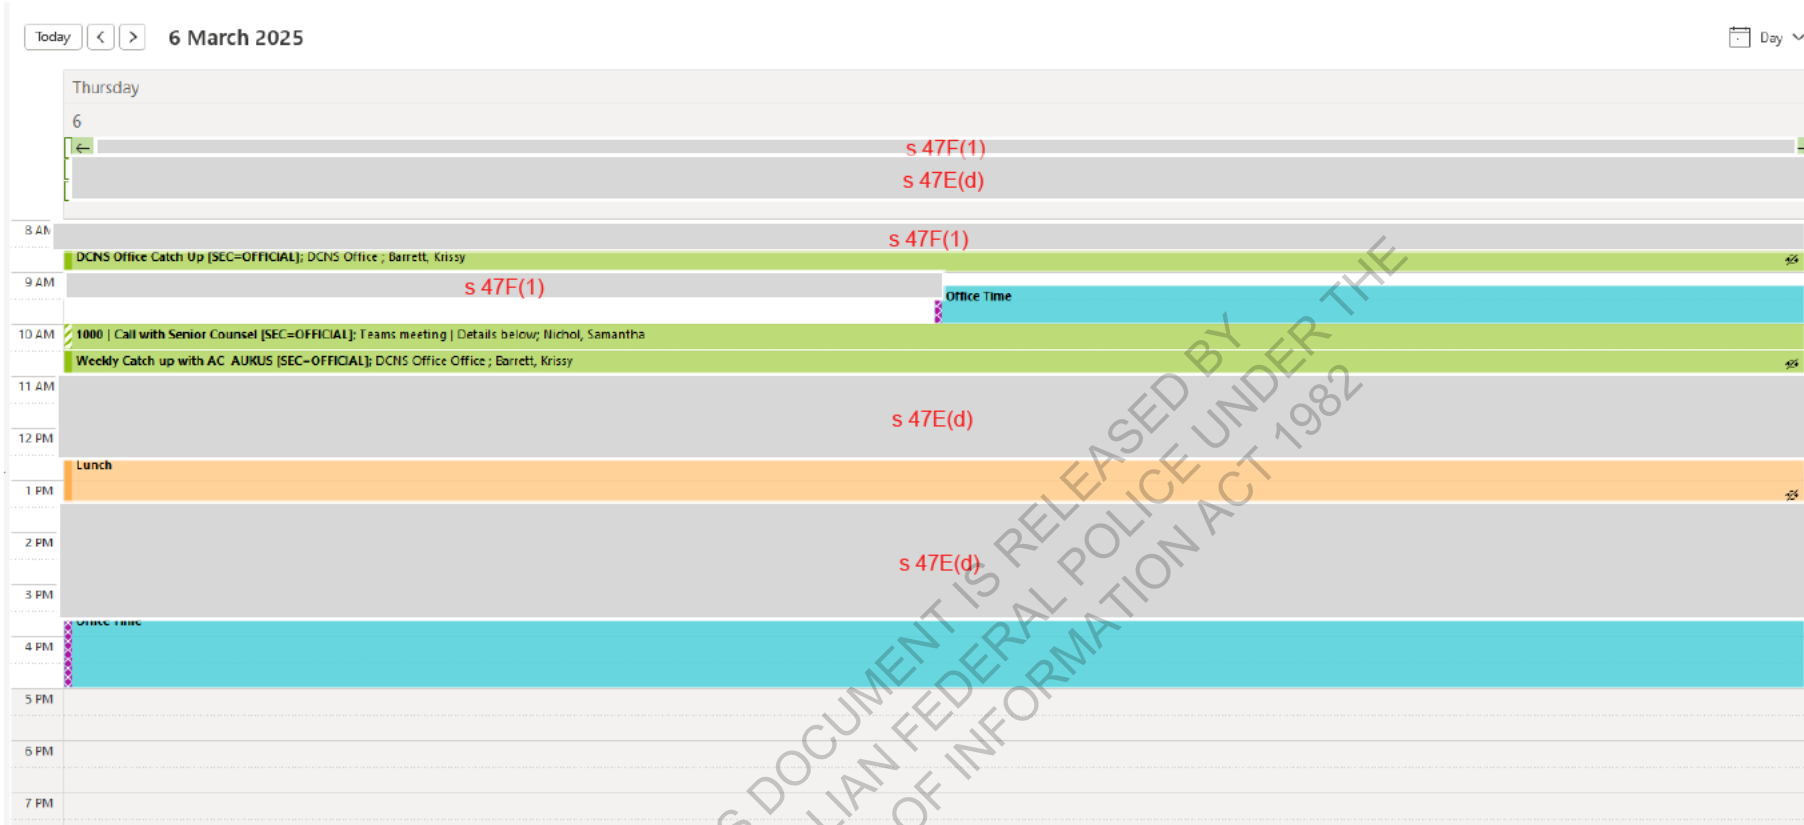 Today < > 6 March 2025 Day
Thursday
6
s 47F(1)
s 47E(d)
8 AM
s 47F(1)
DCNS Office Catch Up [SEC=OFFICIAL]; DCNS Office ; Barrett, Krissy
9 AM
s 47F(1)
Office Time
10 AM
1000 | Call with Senior Counsel [SEC=OFFICIAL]; Teams meeting | Details below; Nichol, Samantha
Weekly Catch up with AC AUKUS [SEC=OFFICIAL]; DCNS Office Office ; Barrett, Krissy
11 AM
s 47E(d)
12 PM
Lunch
1 PM
2 PM
s 47E(d)
3 PM
Office Time
4 PM
5 PM
6 PM
7 PM
S DOCUMENT IS RELEASED BY
LIAN FEDERAL POLICE UNDER THE
OF INFORMATION ACT 1982